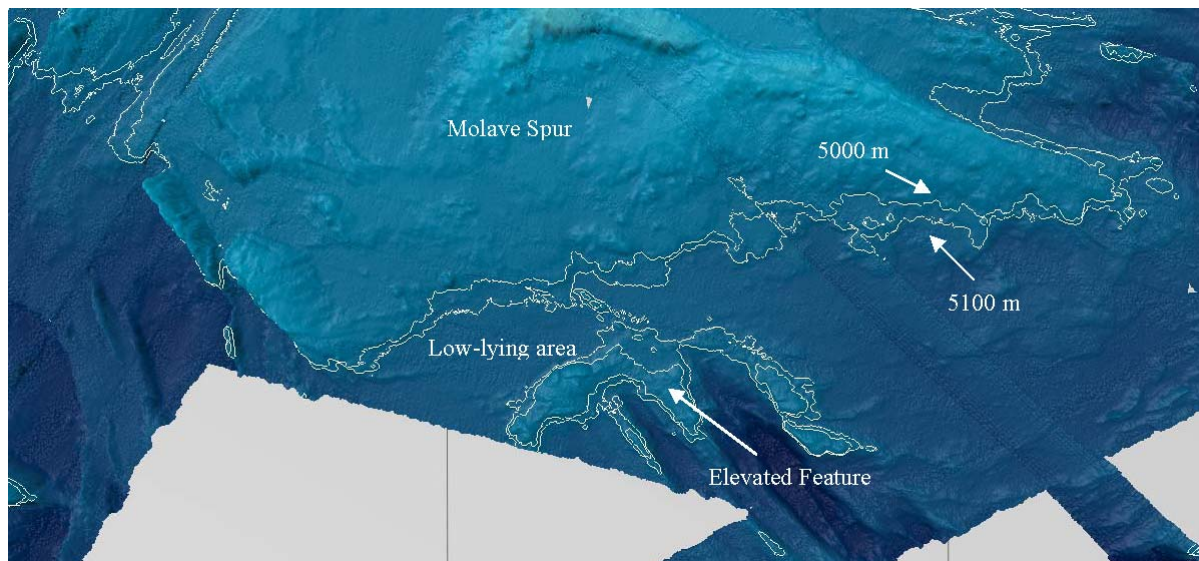 Molave Spur
5000 m
5100 m
Low-lying area
Elevated Feature